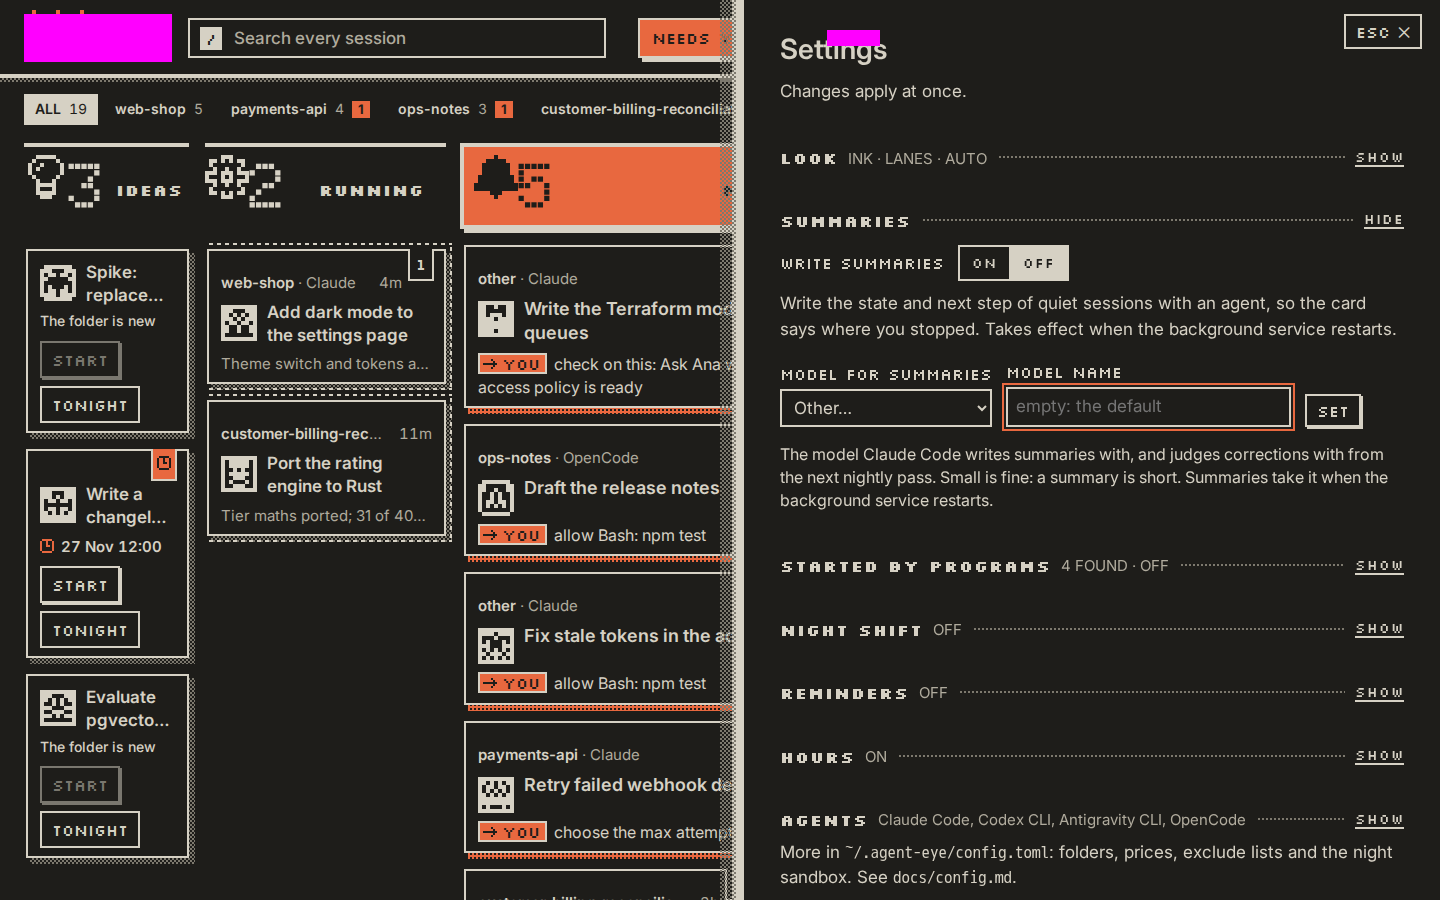 / Search every session
NEEDS
ALL 19 web-shop 5 payments-api 4 1 ops-notes 3 1
3 IDEAS
2 RUNNING
5
Spike:
replace...
The folder is new
START
TONIGHT
Write a
changel...
27 Nov 12:00
START
TONIGHT
Evaluate
pgvecto...
The folder is new
START
TONIGHT
1
web-shop · Claude 4m
Add dark mode to
the settings page
Theme switch and tokens a...
customer-billing-rec... 11m
Port the rating
engine to Rust
Tier maths ported; 31 of 40...
other · Claude
Write the Terraform
queues
→ YOU check on this: Ask Ana
access policy is ready
ops-notes · OpenCode
Draft the release notes
→ YOU allow Bash: npm test
other · Claude
Fix stale tokens in the
→ YOU allow Bash: npm test
payments-api · Claude
Retry failed webhook
→ YOU choose the max
Settings
ESC ×
Changes apply at once.
LOOK INK · LANES · AUTO SHOW
SUMMARIES HIDE
WRITE SUMMARIES ON OFF
Write the state and next step of quiet sessions with an agent, so the card
says where you stopped. Takes effect when the background service restarts.
MODEL FOR SUMMARIES MODEL NAME
Other... empty: the default SET
The model Claude Code writes summaries with, and judges corrections with from
the next nightly pass. Small is fine: a summary is short. Summaries take it when the
background service restarts.
STARTED BY PROGRAMS 4 FOUND · OFF SHOW
NIGHT SHIFT OFF SHOW
REMINDERS OFF SHOW
HOURS ON SHOW
AGENTS Claude Code, Codex CLI, Antigravity CLI, OpenCode SHOW
More in ~/.agent-eye/config.toml: folders, prices, exclude lists and the night
sandbox. See docs/config.md.